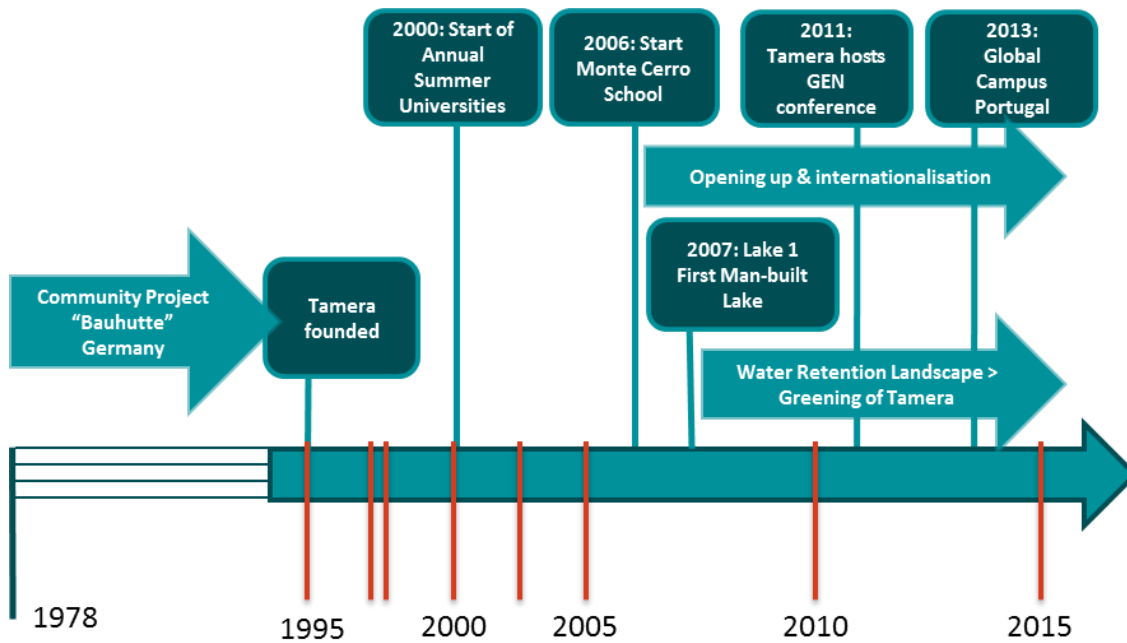 2000: Start of
Annual
Summer
Universities
2006: Start
Monte Cerro
School
2011:
Tamera hosts
GEN
conference
2013:
Global
Campus
Portugal
Opening up & internationalisation
2007: Lake 1
First Man-built
Lake
Community Project
“Bauhutte”
Germany
Tamera
founded
Water Retention Landscape >
Greening of Tamera
1978
1995
2000
2005
2010
2015